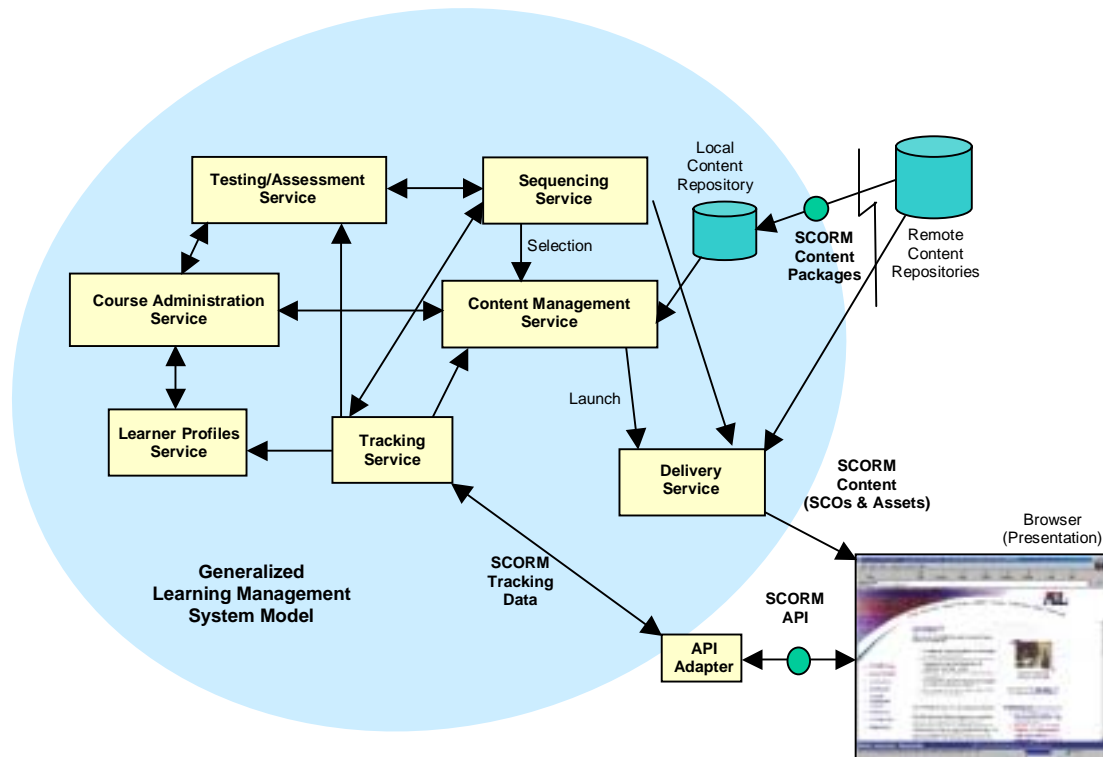 Testing/Assessment
Service
Sequencing
Service
Local
Content
Repository
SCORM
Content
Packages
Remote
Content
Repositories
Selection
Course Administration
Service
Content Management
Service
Launch
Learner Profiles
Service
Tracking
Service
Delivery
Service
SCORM
Content
(SCOs & Assets)
Browser
(Presentation)
Generalized
Learning Management
System Model
SCORM
Tracking
Data
SCORM
API
API
Adapter